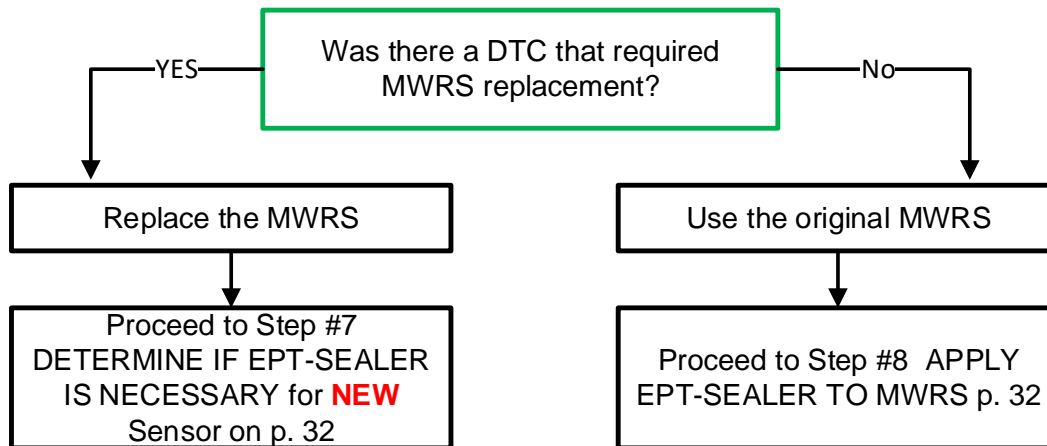 Was there a DTC that required
MWRS replacement?
YES
No
Replace the MWRS
Use the original MWRS
Proceed to Step #7
DETERMINE IF EPT-SEALER
IS NECESSARY for NEW
Sensor on p. 32
Proceed to Step #8  APPLY
EPT-SEALER TO MWRS p. 32